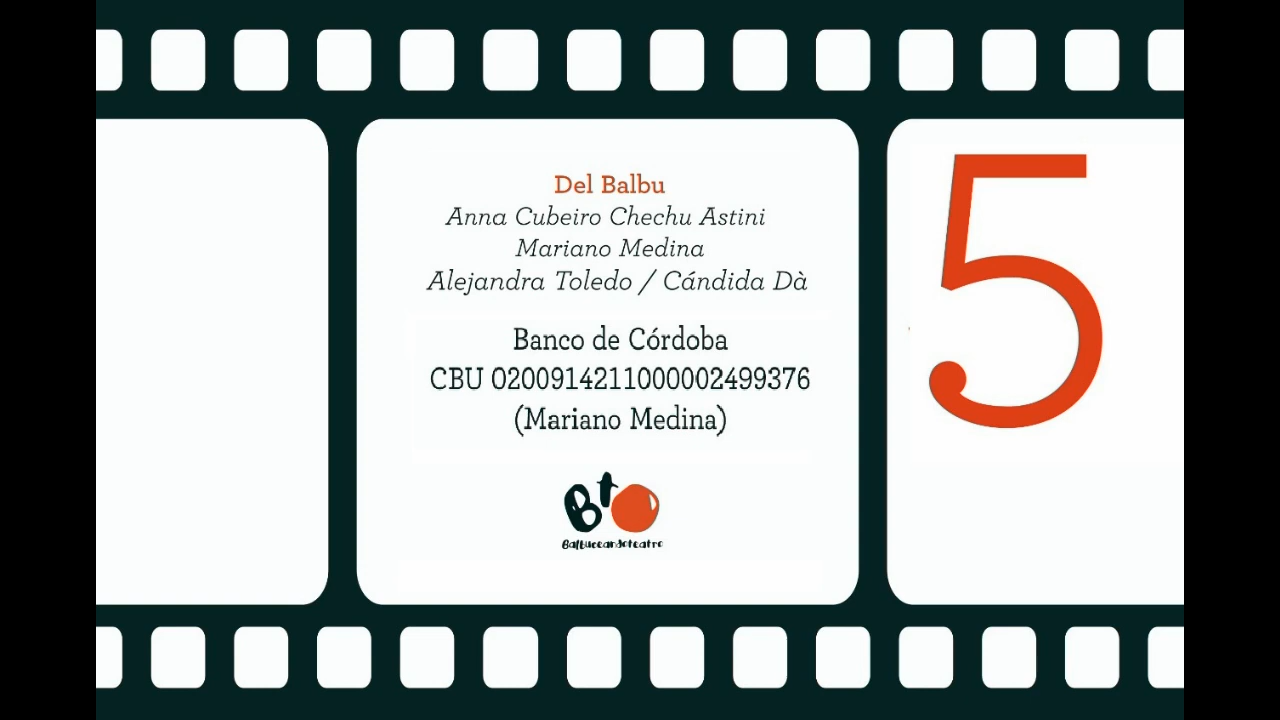 Del Balbu
Anna Cubeiro Chechu Astini
Mariano Medina
Alejandra Toledo / Cándida Dà
Banco de Córdoba
CBU 0200914211000002499376
(Mariano Medina)
Bt
Balbuceandoteatro
5